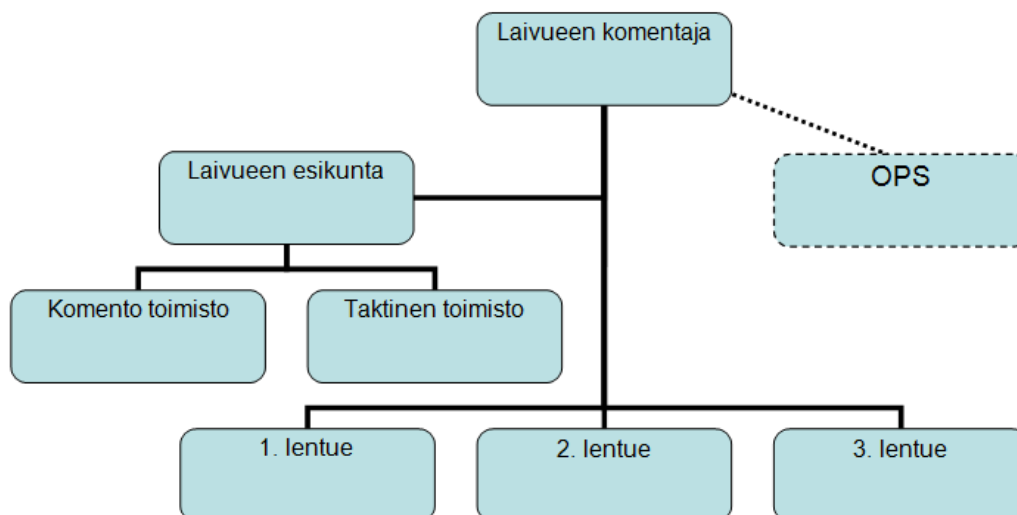 Laivueen komentaja
Laivueen esikunta
OPS
Komento toimisto
Taktinen toimisto
1. lentue
2. lentue
3. lentue